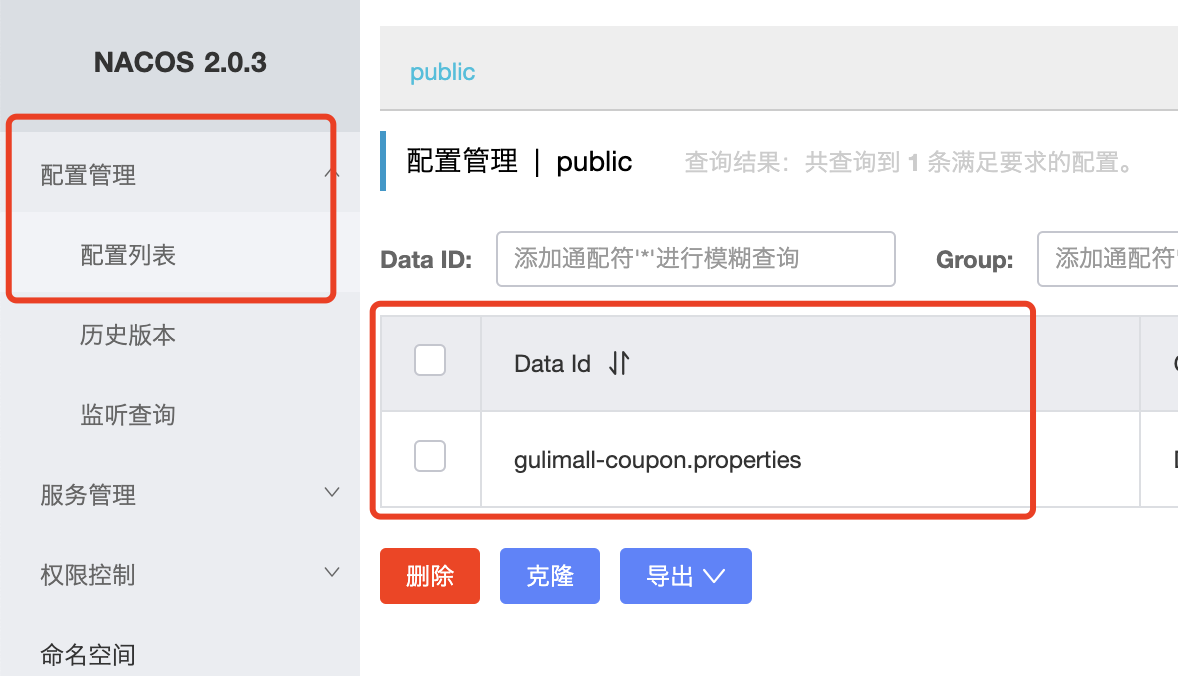 NACOS 2.0.3
配置管理
配置列表
历史版本
监听查询
服务管理
权限控制
命名空间
public
配置管理 | public 查询结果：共查询到 1 条满足要求的配置。
Data ID: 添加通配符'*'进行模糊查询 Group: 添加通配符'
Data Id
gulimall-coupon.properties
删除 克隆 导出